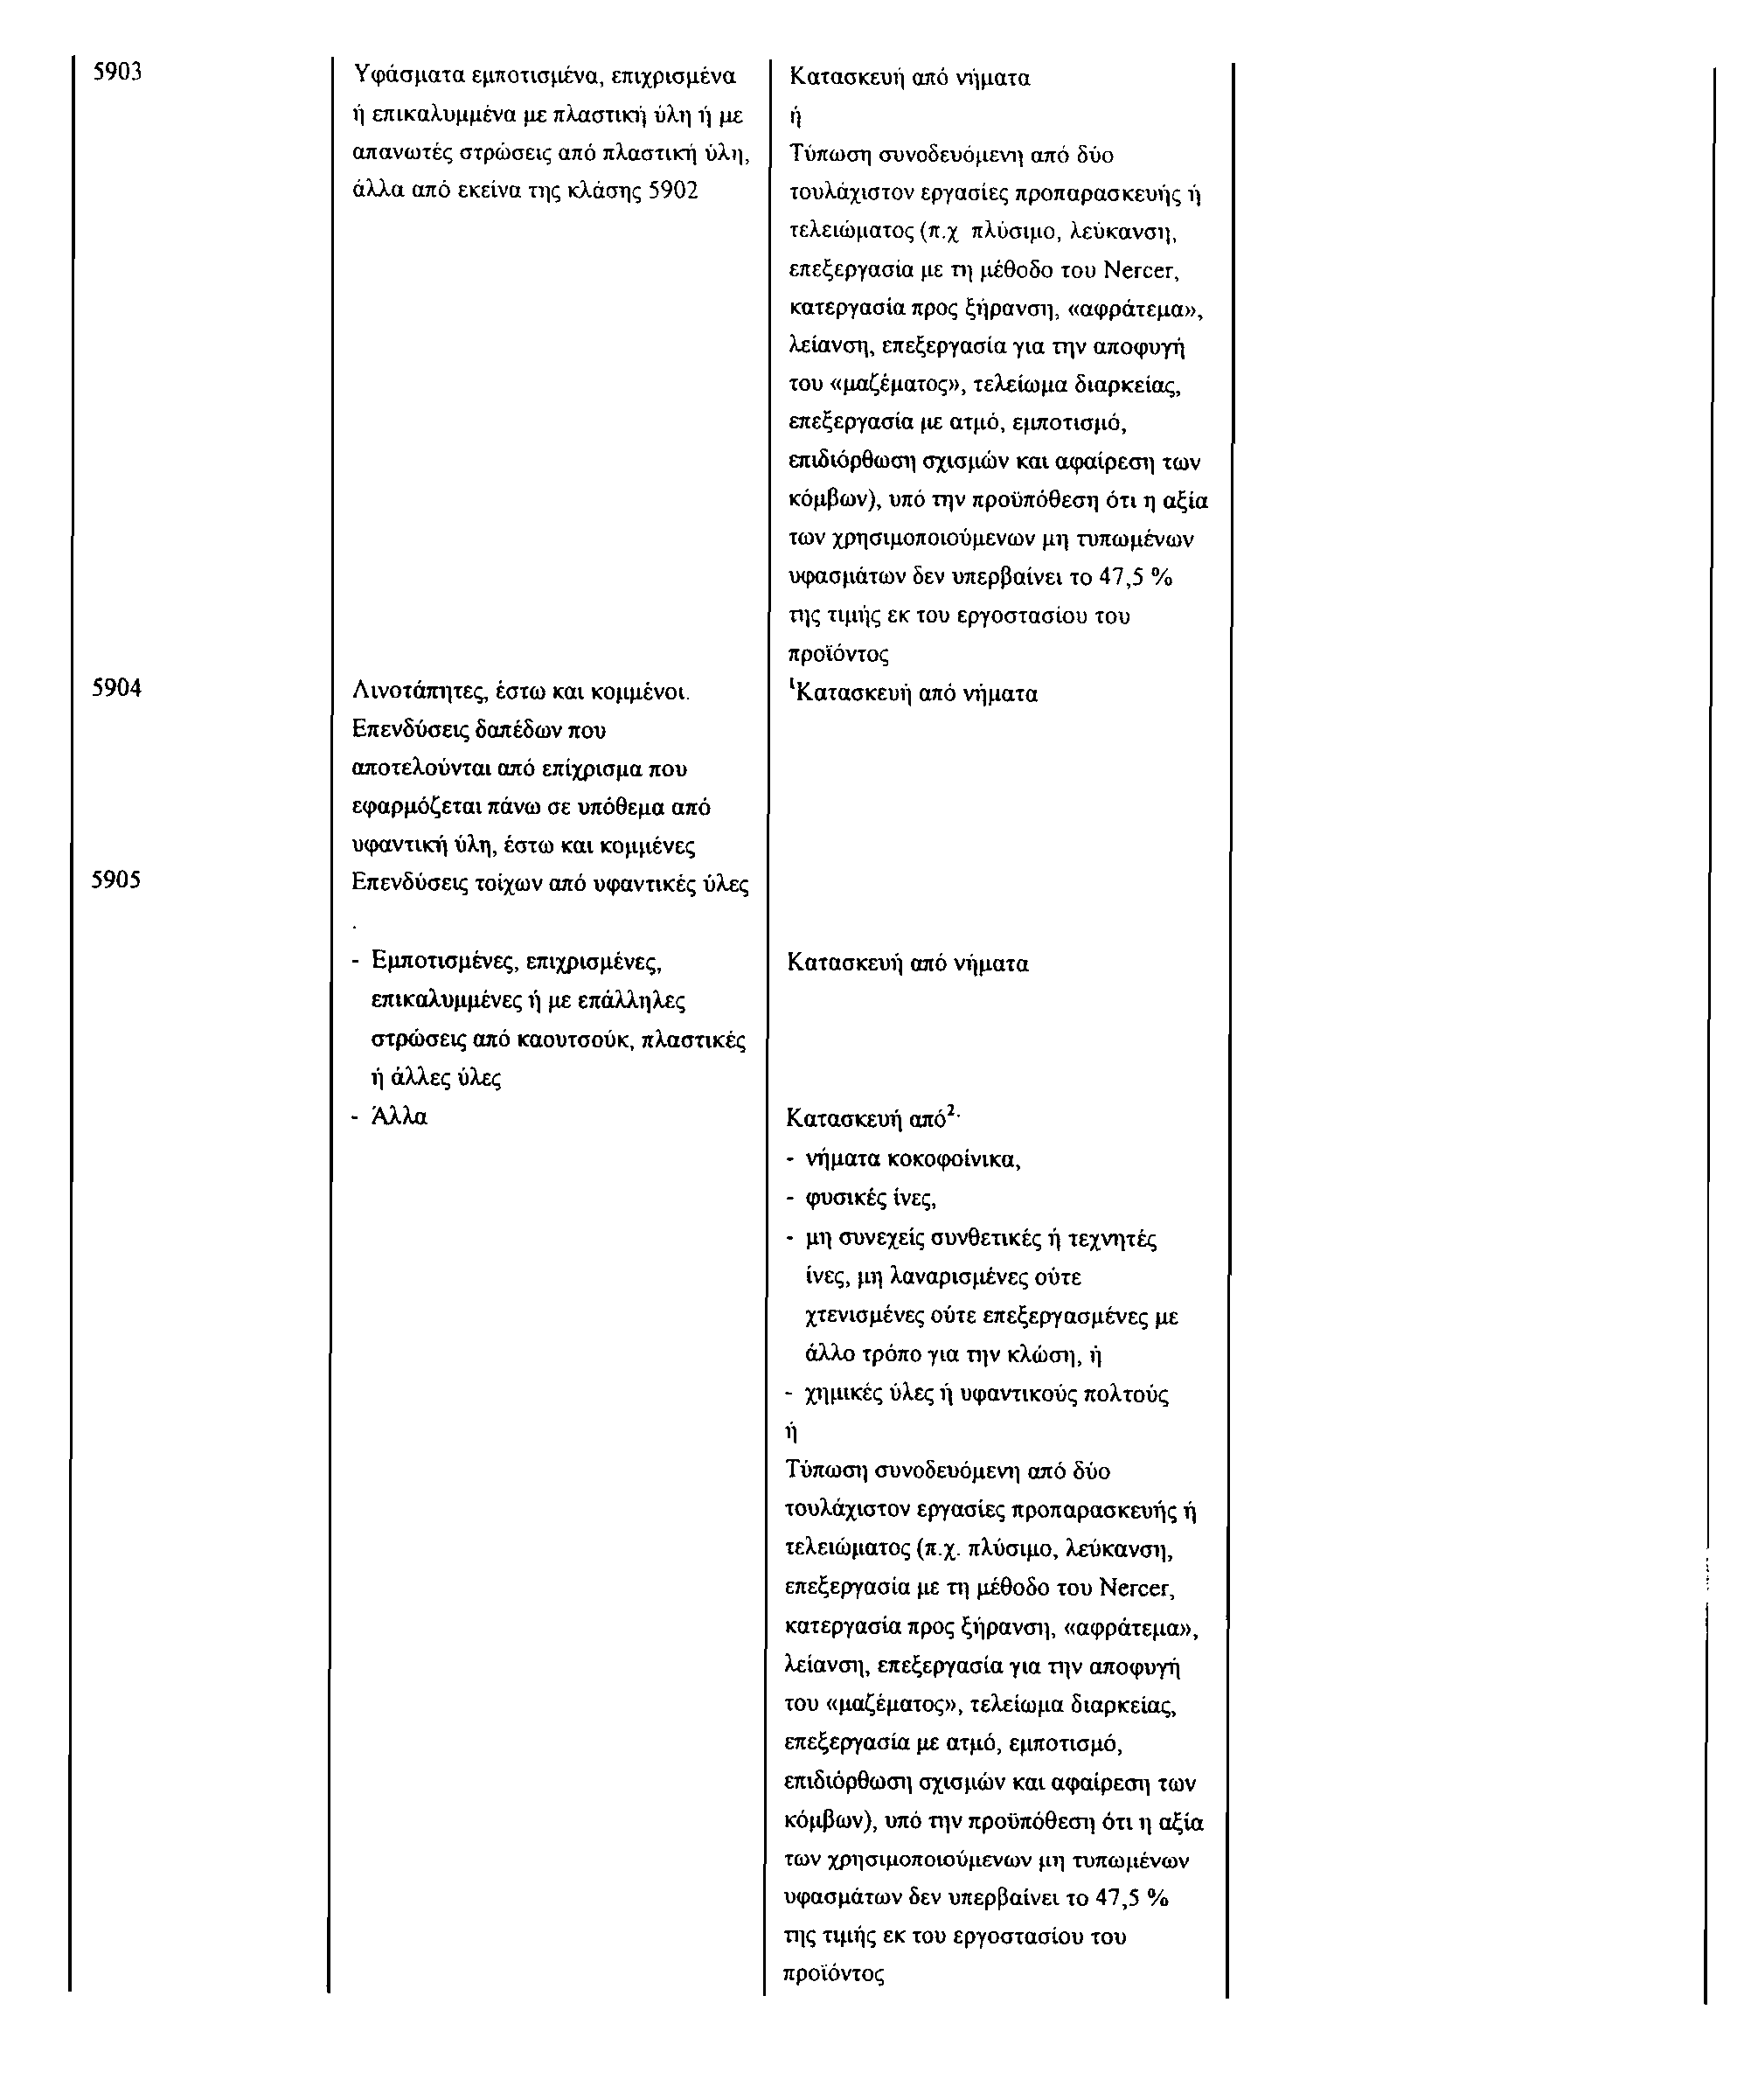 5903
Υφάσματα εμποτισμένα, επιχρισμένα
ή επικαλυμμένα με πλαστική ύλη ή με
απανωτές στρώσεις από πλαστική ύλη,
άλλα από εκείνα της κλάσης 5902
Κατασκευή από νήματα
ή
Τύπωση συνοδευόμενη από δύο
τουλάχιστον εργασίες προπαρασκευής ή
τελειώματος (π.χ πλύσιμο, λεύκανση,
επεξεργασία με τη μέθοδο του Nercer,
κατεργασία προς ξήρανση, «αφράτεμα»,
λείανση, επεξεργασία για την αποφυγή
του «μαζέματος», τελείωμα διαρκείας,
επεξεργασία με ατμό, εμποτισμό,
επιδιόρθωση σχισμών και αφαίρεση των
κόμβων), υπό την προϋπόθεση ότι η αξία
των χρησιμοποιούμενων μη τυπωμένων
υφασμάτων δεν υπερβαίνει το 47,5 %
της τιμής εκ του εργοστασίου του
προϊόντος
5904
Λινοτάπητες, έστω και κομμένοι.
Επενδύσεις δαπέδων που
αποτελούνται από επίχρισμα που
εφαρμόζεται πάνω σε υπόθεμα από
υφαντική ύλη, έστω και κομμένες
¹Κατασκευή από νήματα
5905
Επενδύσεις τοίχων από υφαντικές ύλες
.
- Εμποτισμένες, επιχρισμένες,
επικαλυμμένες ή με επάλληλες
στρώσεις από καουτσούκ, πλαστικές
ή άλλες ύλες
Κατασκευή από νήματα
- Άλλα
Κατασκευή από².
- νήματα κοκοφοίνικα,
- φυσικές ίνες,
- μη συνεχείς συνθετικές ή τεχνητές
ίνες, μη λαναρισμένες ούτε
χτενισμένες ούτε επεξεργασμένες με
άλλο τρόπο για την κλώση, ή
- χημικές ύλες ή υφαντικούς πολτούς
ή
Τύπωση συνοδευόμενη από δύο
τουλάχιστον εργασίες προπαρασκευής ή
τελειώματος (π.χ. πλύσιμο, λεύκανση,
επεξεργασία με τη μέθοδο του Nercer,
κατεργασία προς ξήρανση, «αφράτεμα»,
λείανση, επεξεργασία για την αποφυγή
του «μαζέματος», τελείωμα διαρκείας,
επεξεργασία με ατμό, εμποτισμό,
επιδιόρθωση σχισμών και αφαίρεση των
κόμβων), υπό την προϋπόθεση ότι η αξία
των χρησιμοποιούμενων μη τυπωμένων
υφασμάτων δεν υπερβαίνει το 47,5 %
της τιμής εκ του εργοστασίου του
προϊόντος